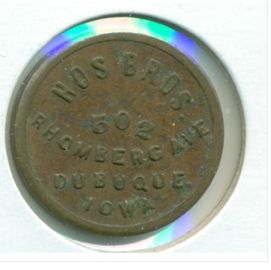 NOS BROS.
502
RHOMBERG AVE
DUBUQUE
IOWA